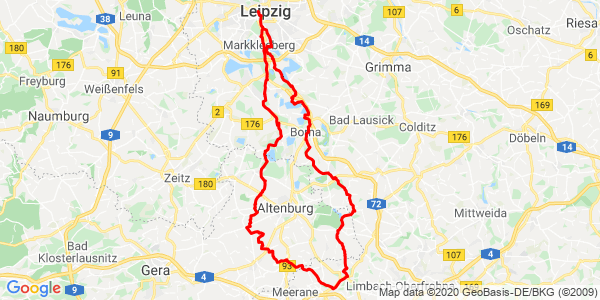 Leipzig
107
6
Riesa
38
Leuna
87
Oschatz
180
Markkleeberg
14
Freyburg
176
91
Grimma
Weißenfels
169
2
176
Bad Lausick
Naumburg
Borna
Colditz
176
Döbeln
9
14
Zeitz
180
72
Altenburg
Mittweida
Bad
Klosterlausnitz
107
4
Gera
93
4
Google
Meerane
Limbach-Oberfrohna
Map data ©2020 GeoBasis-DE/BKG (©2009)